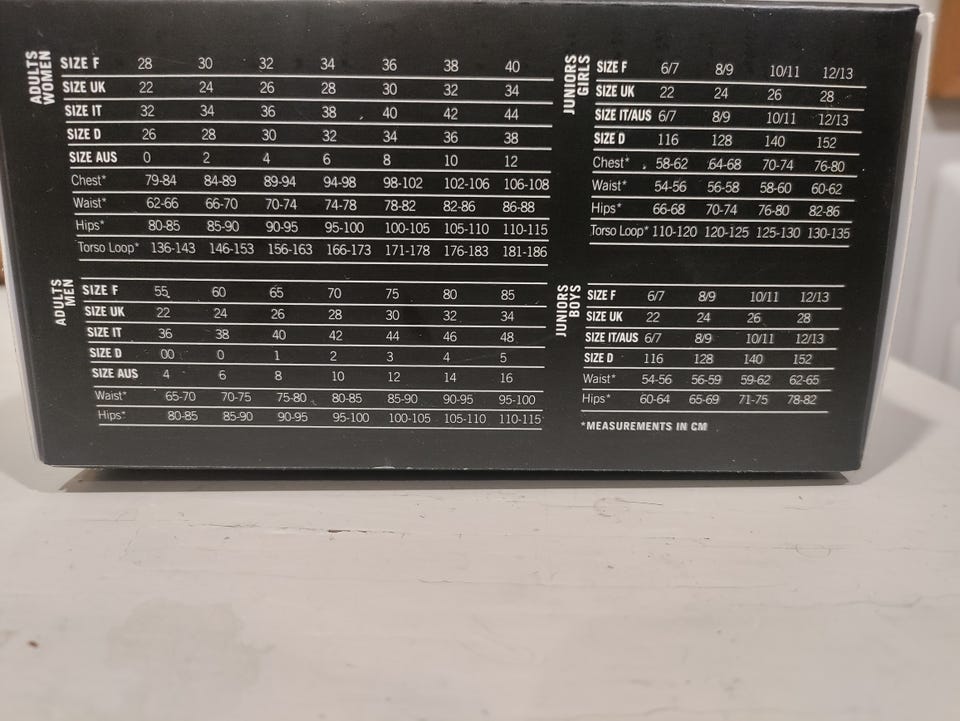 ADULTS
WOMEN
SIZE F 28 30 32 34 36 38 40
SIZE UK 22 24 26 28 30 32 34
SIZE IT 32 34 36 38 40 42 44
SIZE D 26 28 30 32 34 36 38
SIZE AUS 0 2 4 6 8 10 12
Chest* 79-84 84-89 89-94 94-98 98-102 102-106 106-108
Waist* 62-66 66-70 70-74 74-78 78-82 82-86 86-88
Hips* 80-85 85-90 90-95 95-100 100-105 105-110 110-115
Torso Loop* 136-143 146-153 156-163 166-173 171-178 176-183 181-186
JUNIORS
GIRLS
SIZE F 6/7 8/9 10/11 12/13
SIZE UK 22 24 26 28
SIZE IT/AUS 6/7 8/9 10/11 12/13
SIZE D 116 128 140 152
Chest* 58-62 64-68 70-74 76-80
Waist* 54-56 56-58 58-60 60-62
Hips* 66-68 70-74 76-80 82-86
Torso Loop* 110-120 120-125 125-130 130-135
ADULTS
MEN
SIZE F 55 60 65 70 75 80 85
SIZE UK 22 24 26 28 30 32 34
SIZE IT 36 38 40 42 44 46 48
SIZE D 00 0 1 2 3 4 5
SIZE AUS 4 6 8 10 12 14 16
Waist* 65-70 70-75 75-80 80-85 85-90 90-95 95-100
Hips* 80-85 85-90 90-95 95-100 100-105 105-110 110-115
JUNIORS
BOYS
SIZE F 6/7 8/9 10/11 12/13
SIZE UK 22 24 26 28
SIZE IT/AUS 6/7 8/9 10/11 12/13
SIZE D 116 128 140 152
Waist* 54-56 56-59 59-62 62-65
Hips* 60-64 65-69 71-75 78-82
*MEASUREMENTS IN CM